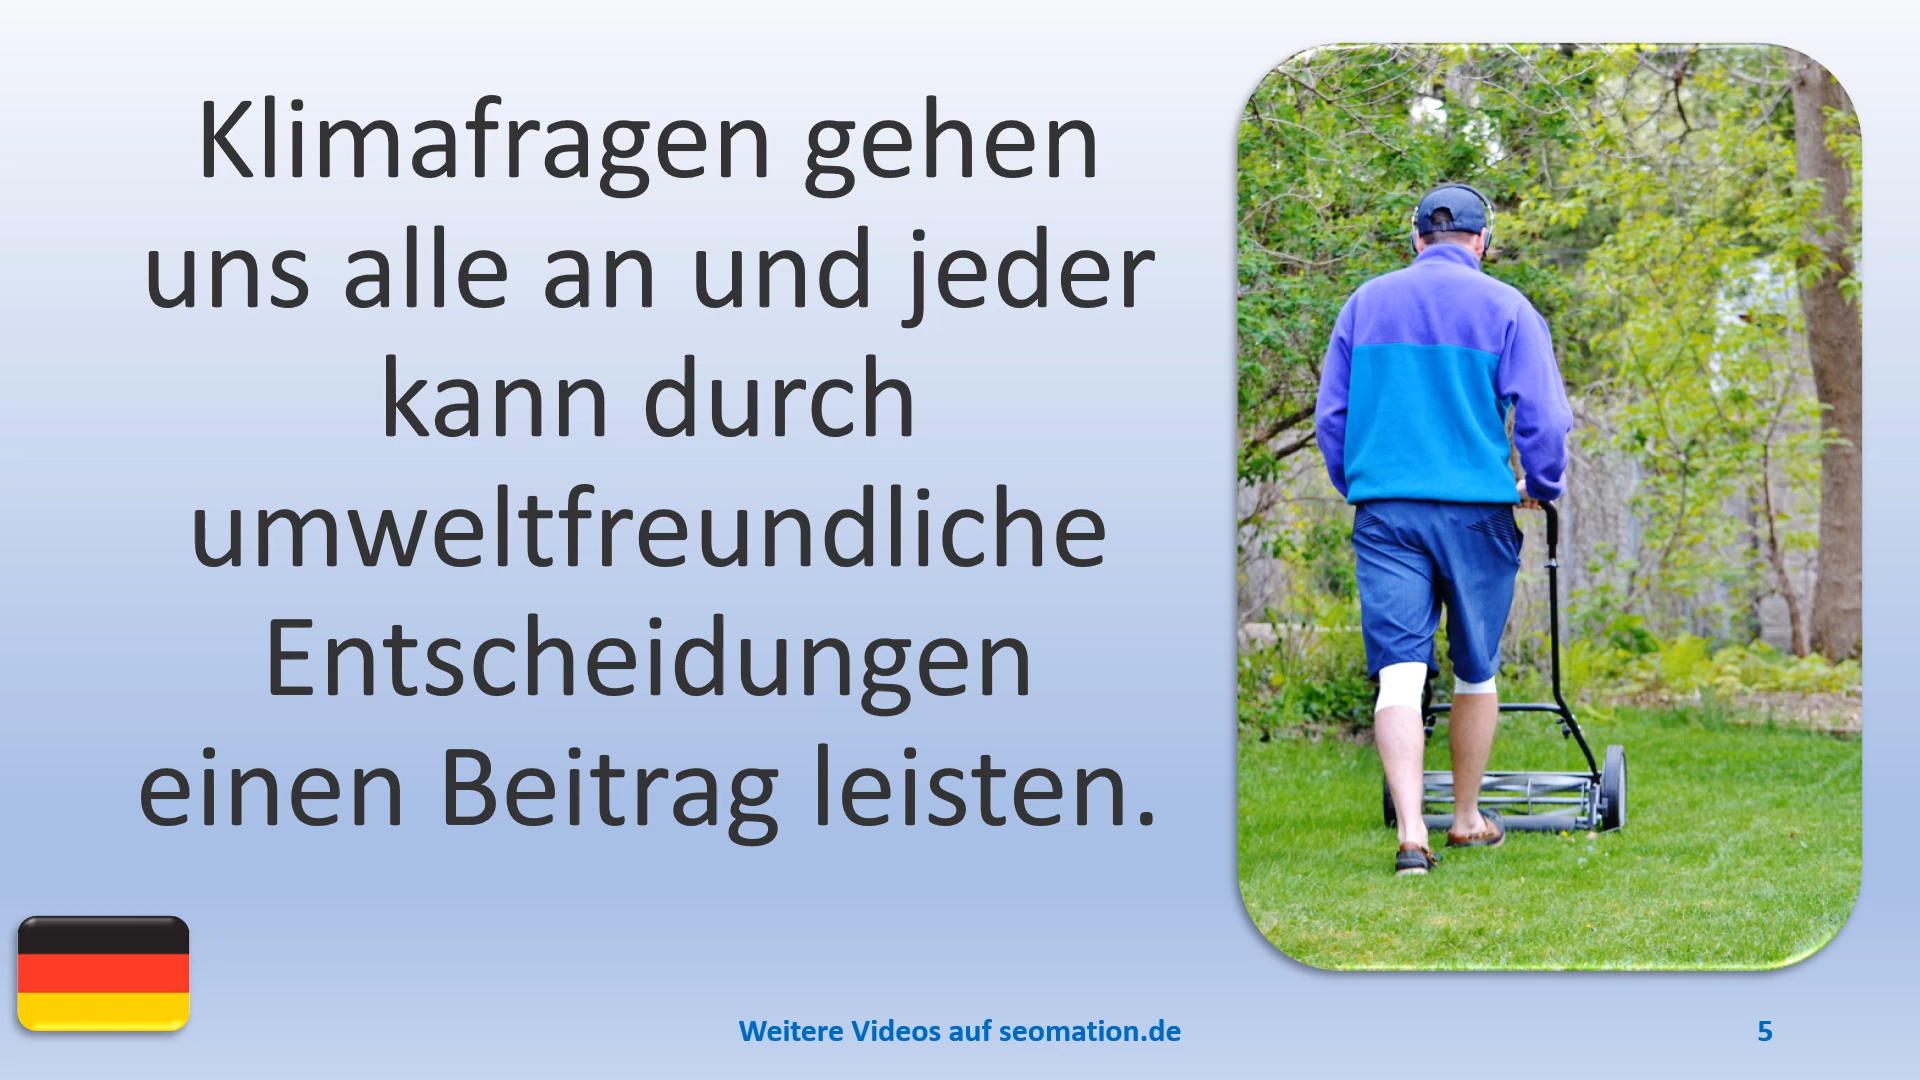 Klimafragen gehen
uns alle an und jeder
kann durch
umweltfreundliche
Entscheidungen
einen Beitrag leisten.
Weitere Videos auf seomation.de
5